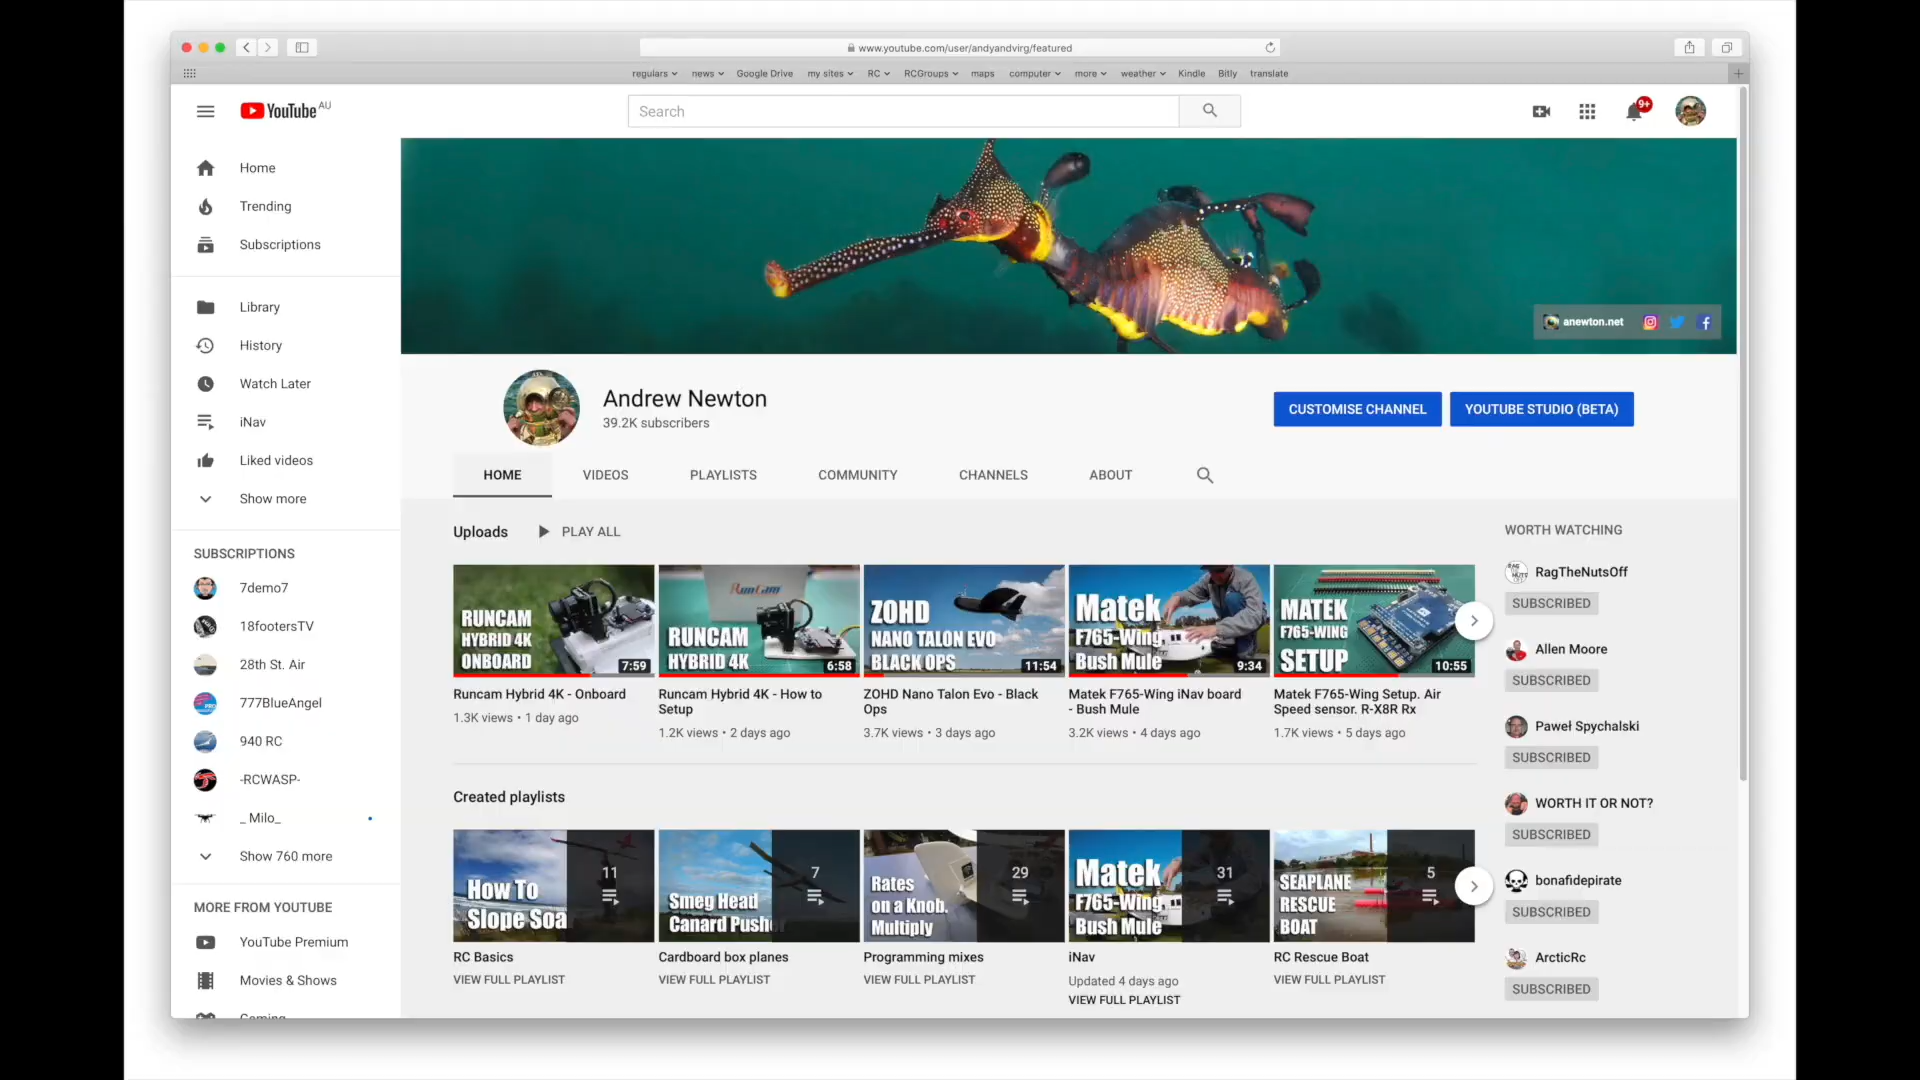 www.youtube.com/user/andyandvirg/featured
regulars news Google Drive my sites RC RCGroups maps computer more weather Kindle Bitly translate
YouTube AU
Search
9+
Home
Trending
Subscriptions
Library
History
Watch Later
iNav
Liked videos
Show more
SUBSCRIPTIONS
7demo7
18footersTV
28th St. Air
777BlueAngel
940 RC
-RCWASP-
_ Milo_
Show 760 more
MORE FROM YOUTUBE
YouTube Premium
Movies & Shows
Gaming
anewton.net
Andrew Newton
39.2K subscribers
CUSTOMISE CHANNEL
YOUTUBE STUDIO (BETA)
HOME VIDEOS PLAYLISTS COMMUNITY CHANNELS ABOUT
Uploads PLAY ALL
RUNCAM
HYBRID 4K
ONBOARD
7:59
Runcam Hybrid 4K - Onboard
1.3K views • 1 day ago
RunCam
RUNCAM
HYBRID 4K
6:58
Runcam Hybrid 4K - How to
Setup
1.2K views • 2 days ago
ZOHD
NANO TALON EVO
BLACK OPS
11:54
ZOHD Nano Talon Evo - Black
Ops
3.7K views • 3 days ago
Matek
F765-Wing,
Bush Mule
9:34
Matek F765-Wing iNav board
- Bush Mule
3.2K views • 4 days ago
MATEK
F765-WING
SETUP
10:55
Matek F765-Wing Setup. Air
Speed sensor. R-X8R Rx
1.7K views • 5 days ago
Created playlists
How To
Slope Soa
11
RC Basics
VIEW FULL PLAYLIST
Smeg Head
Canard Pushe
7
Cardboard box planes
VIEW FULL PLAYLIST
Rates
on a Knob.
Multiply
29
Programming mixes
VIEW FULL PLAYLIST
Matek
F765-Wing,
Bush Mule
31
iNav
Updated 4 days ago
VIEW FULL PLAYLIST
SEAPLANE
RESCUE
BOAT
5
RC Rescue Boat
VIEW FULL PLAYLIST
WORTH WATCHING
RagTheNutsOff
SUBSCRIBED
Allen Moore
SUBSCRIBED
Paweł Spychalski
SUBSCRIBED
WORTH IT OR NOT?
SUBSCRIBED
bonafidepirate
SUBSCRIBED
ArcticRc
SUBSCRIBED